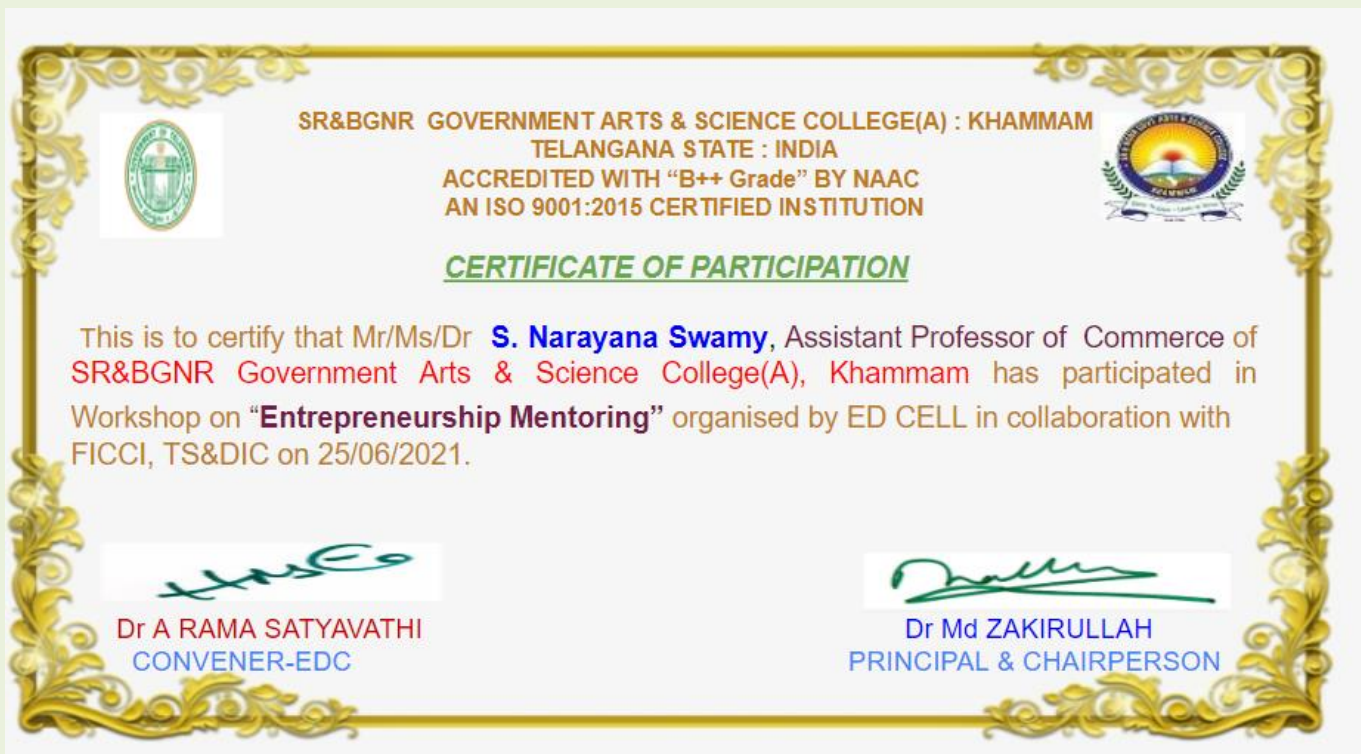 SR&BGNR GOVERNMENT ARTS & SCIENCE COLLEGE(A) : KHAMMAM
TELANGANA STATE : INDIA
ACCREDITED WITH “B++ Grade” BY NAAC
AN ISO 9001:2015 CERTIFIED INSTITUTION
CERTIFICATE OF PARTICIPATION
This is to certify that Mr/Ms/Dr S. Narayana Swamy, Assistant Professor of Commerce of
SR&BGNR Government Arts & Science College(A), Khammam has participated in
Workshop on “Entrepreneurship Mentoring” organised by ED CELL in collaboration with
FICCI, TS&DIC on 25/06/2021.
Dr A RAMA SATYAVATHI
CONVENER-EDC
Dr Md ZAKIRULLAH
PRINCIPAL & CHAIRPERSON